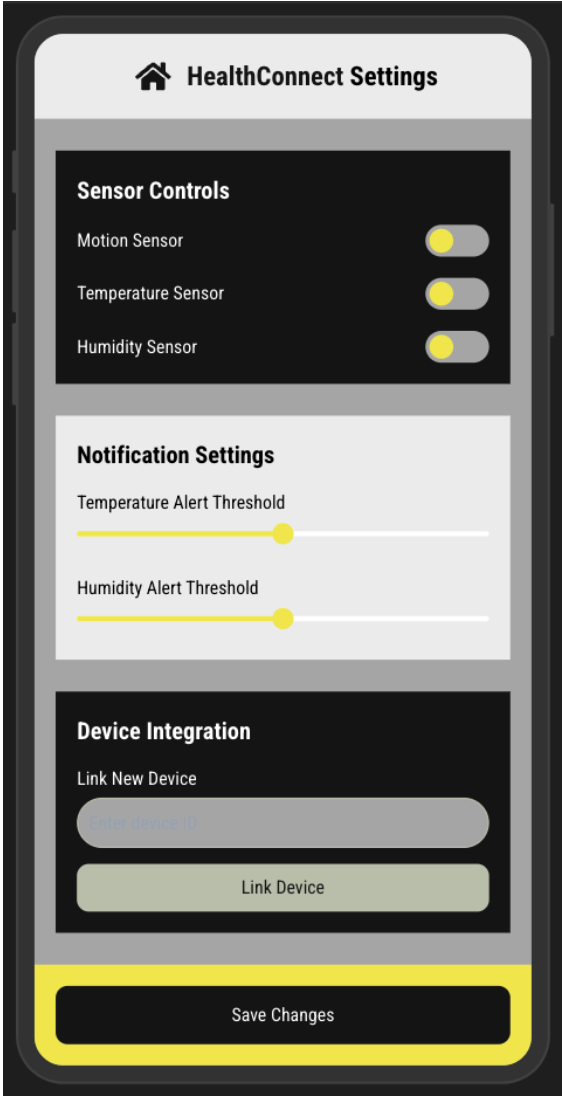 HealthConnect Settings
Sensor Controls
Motion Sensor
Temperature Sensor
Humidity Sensor
Notification Settings
Temperature Alert Threshold
Humidity Alert Threshold
Device Integration
Link New Device
Enter device ID
Link Device
Save Changes